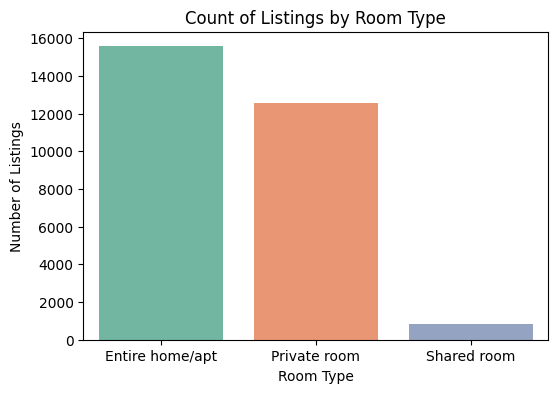 Count of Listings by Room Type
16000
14000
12000
10000
8000
6000
4000
2000
0
Number of Listings
Entire home/apt Private room Shared room
Room Type